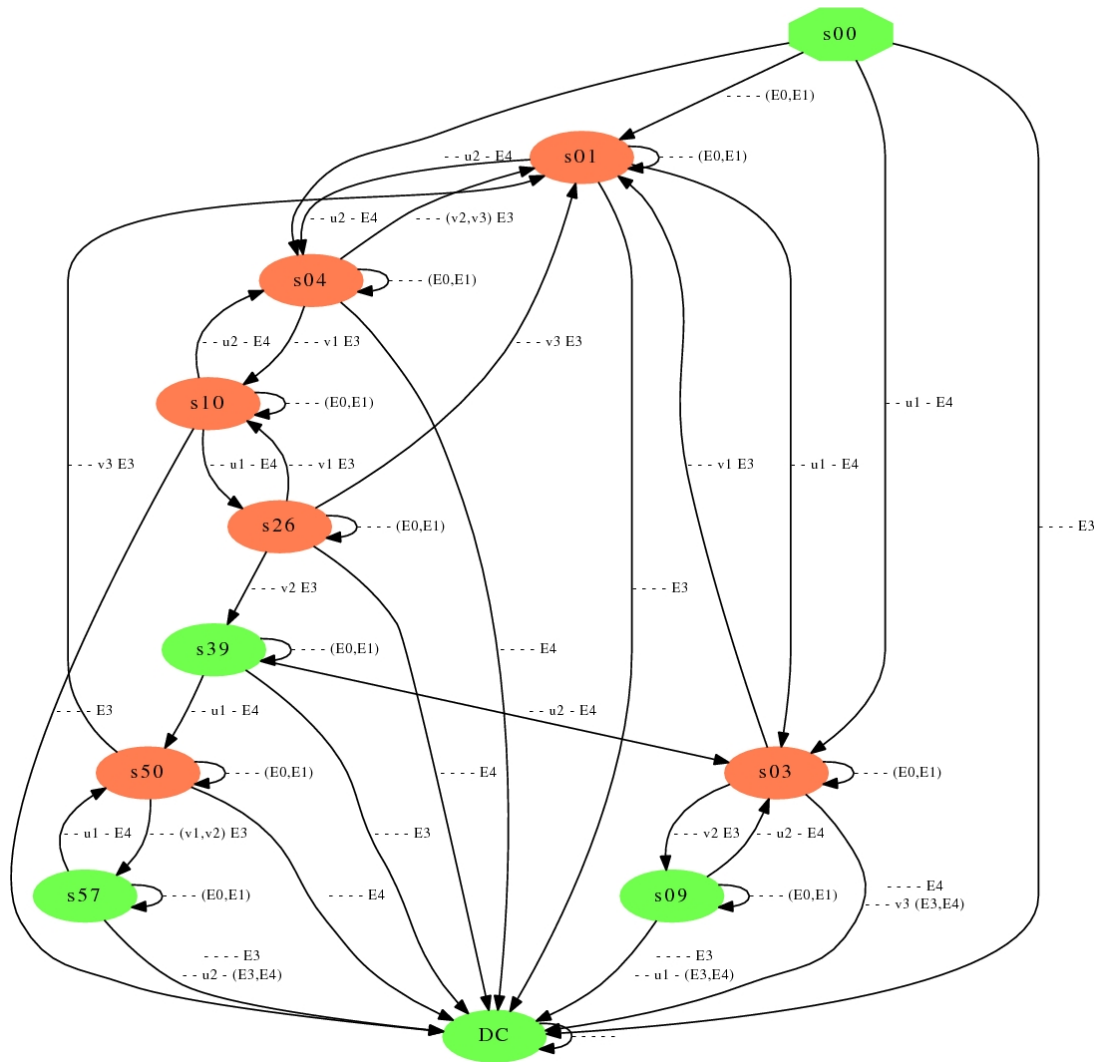 s00
- - - - (E0,E1)
- - u2 - E4
s01
- - - - (E0,E1)
- - u2 - E4
- - - (v2,v3) E3
s04
- - - - (E0,E1)
- - u2 - E4
- - - v1 E3
- - - v3 E3
s10
- - - - (E0,E1)
- - u1 - E4
- - - v3 E3
- - u1 - E4
- - - v1 E3
- - - v1 E3
- - u1 - E4
s26
- - - - (E0,E1)
- - - - E3
- - - v2 E3
- - - - E3
s39
- - - - (E0,E1)
- - - - E4
- - - - E3
- - u1 - E4
- - u2 - E4
s50
- - - - (E0,E1)
- - - - E4
s03
- - - - (E0,E1)
- - u1 - E4
- - - (v1,v2) E3
- - - - E3
- - - v2 E3
- - u2 - E4
s57
- - - - (E0,E1)
- - - - E4
s09
- - - - (E0,E1)
- - - - E4
- - - v3 (E3,E4)
- - - - E3
- - u2 - (E3,E4)
- - - - E3
- - u1 - (E3,E4)
DC
- - - - -